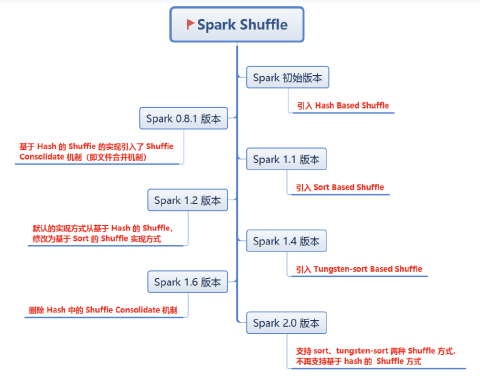 Spark Shuffle
Spark 初始版本
引入 Hash Based Shuffle
Spark 0.8.1 版本
基于 Hash 的 Shuffie 的实现引入了 Shuffie
Consolidate 机制（即文件合并机制）
Spark 1.1 版本
引入 Sort Based Shuffle
Spark 1.2 版本
默认的实现方式从基于 Hash 的 Shuffle,
修改为基于 Sort 的 Shuffle 实现方式
Spark 1.4 版本
引入 Tungsten-sort Based Shuffle
Spark 1.6 版本
删除 Hash 中的 Shuffie Consolidate 机制
Spark 2.0 版本
支持 sort、tungsten-sort 两种 Shuffle 方式,
不再支持基于 hash 的 Shuffle 方式